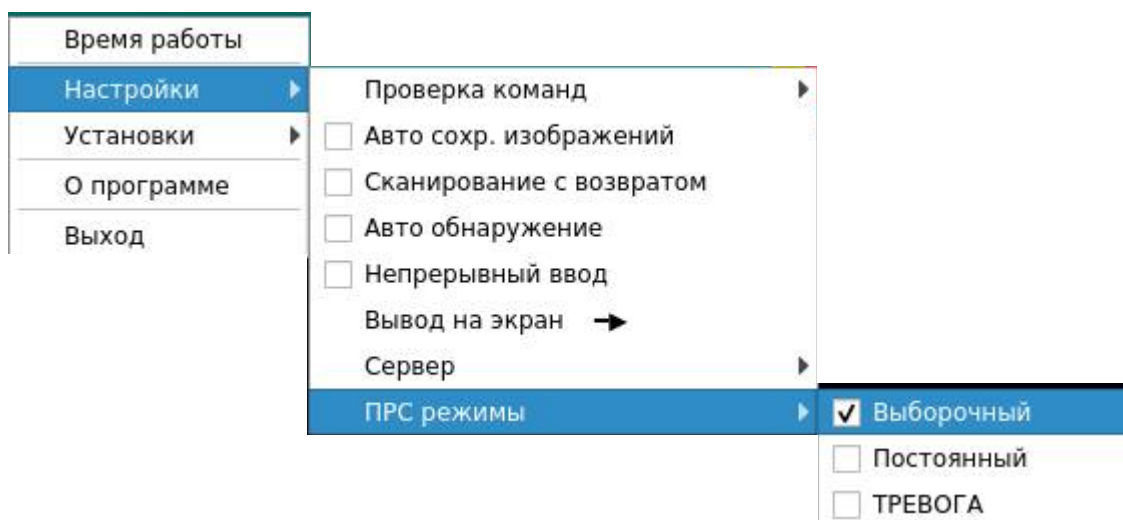 Время работы
Настройки
Установки
О программе
Выход
Проверка команд
Авто сохр. изображений
Сканирование с возвратом
Авто обнаружение
Непрерывный ввод
Вывод на экран
Сервер
ПРС режимы
Выборочный
Постоянный
ТРЕВОГА